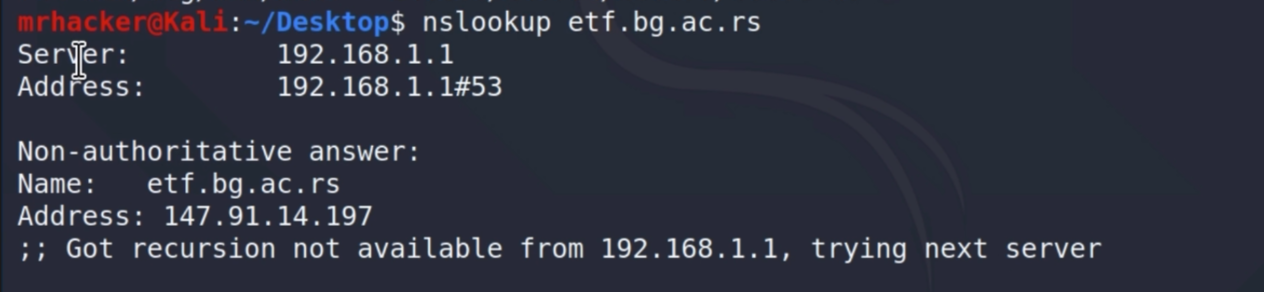 mrhacker@Kali:~/Desktop$ nslookup etf.bg.ac.rs
Server:         192.168.1.1
Address:        192.168.1.1#53
Non-authoritative answer:
Name:   etf.bg.ac.rs
Address: 147.91.14.197
;; Got recursion not available from 192.168.1.1, trying next server